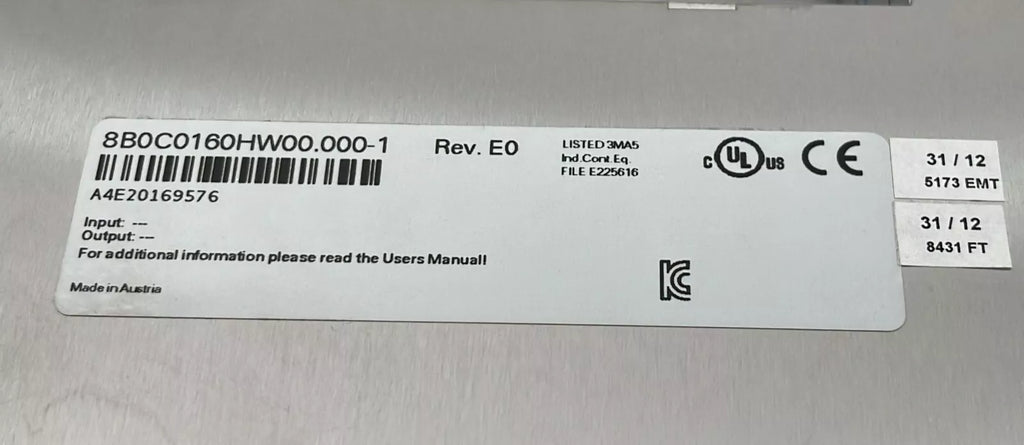 8B0C0160HW00.000-1
Rev. E0
A4E20169576
LISTED 3MA5
Ind.Cont.Eq.
FILE E225616
C UL US CE
Input: ---
Output: ---
For additional information please read the Users Manual!
Made in Austria
KC
31 / 12
5173 EMT
31 / 12
8431 FT